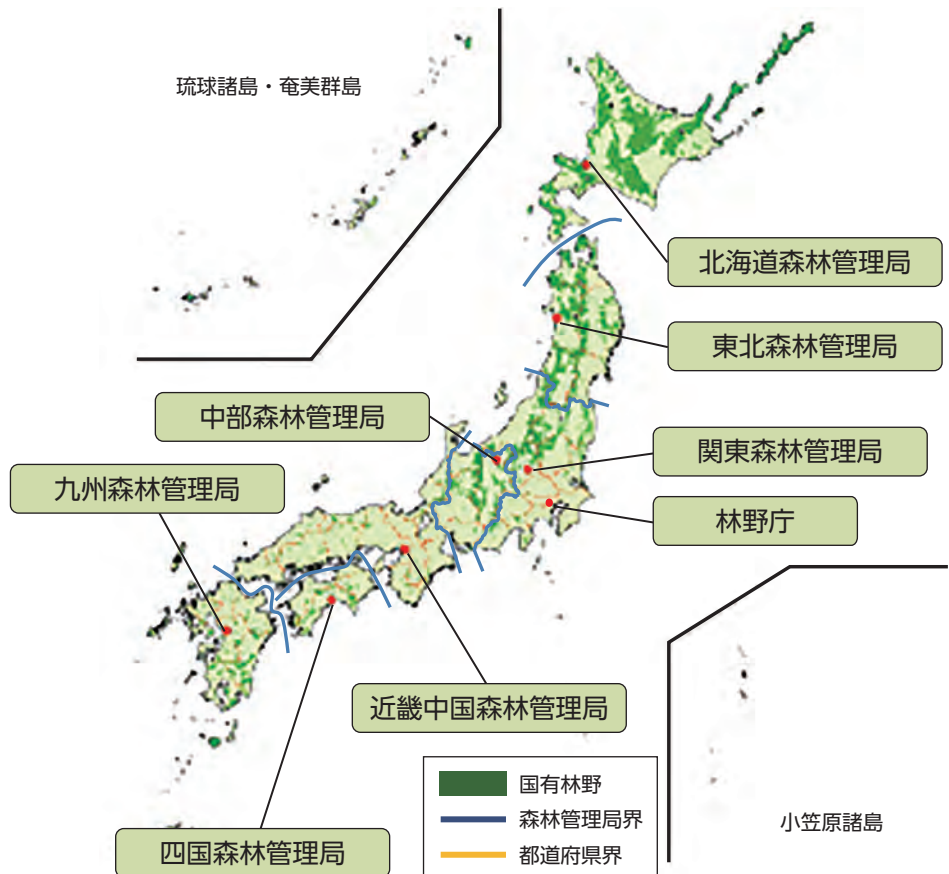 琉球諸島・奄美群島
北海道森林管理局
東北森林管理局
中部森林管理局
関東森林管理局
九州森林管理局
林野庁
近畿中国森林管理局
四国森林管理局
国有林野
森林管理局界
都道府県界
小笠原諸島